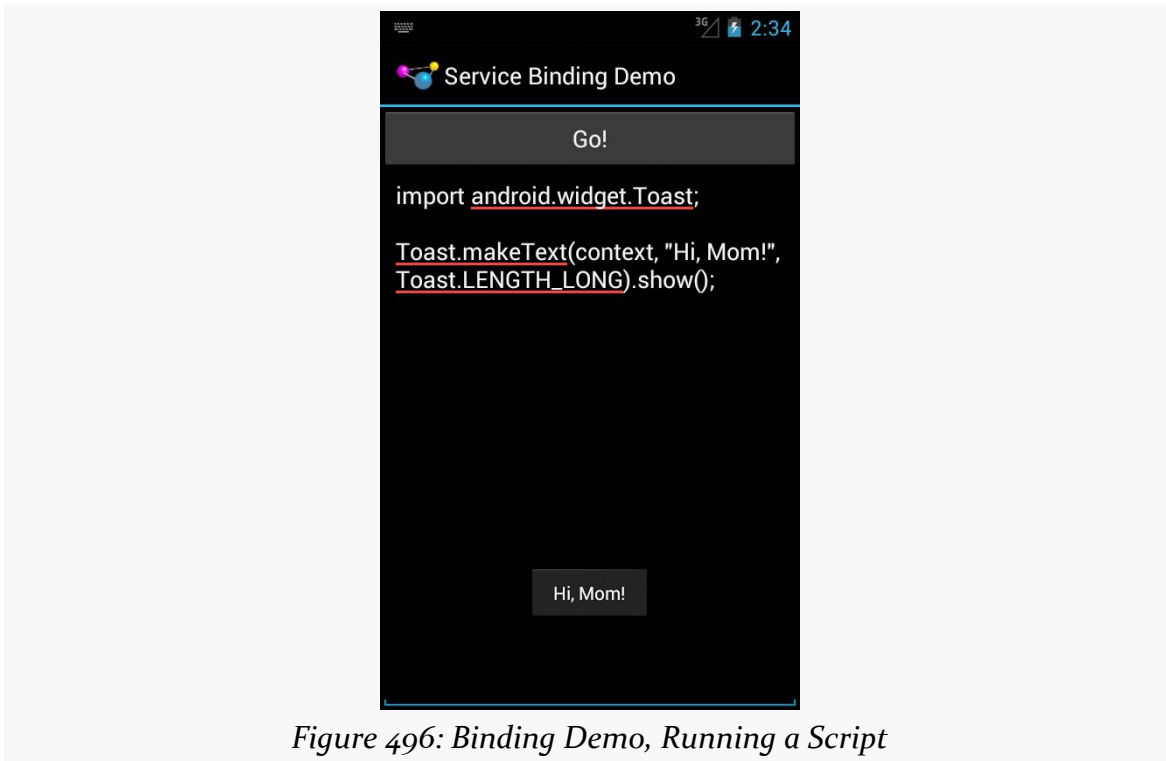 3G 2:34
Service Binding Demo
Go!
import android.widget.Toast;
Toast.makeText(context, "Hi, Mom!",
Toast.LENGTH_LONG).show();
Hi, Mom!
Figure 496: Binding Demo, Running a Script